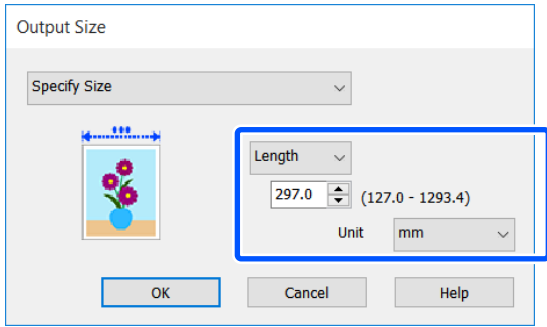 Output Size
Specify Size
Length
297.0 (127.0 - 1293.4)
Unit mm
OK Cancel Help